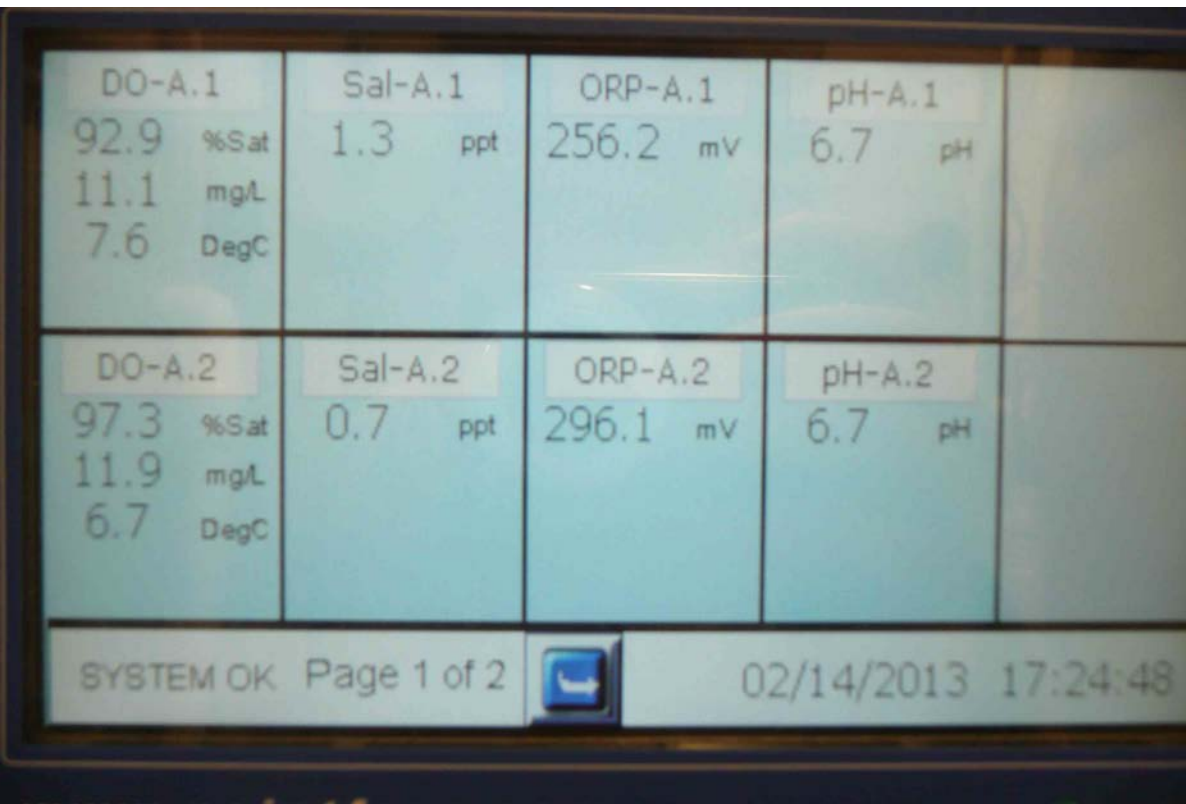 DO-A.1 Sal-A.1 ORP-A.1 pH-A.1
92.9 %Sat 1.3 ppt 256.2 mV 6.7 pH
11.1 mg/L
7.6 DegC
DO-A.2 Sal-A.2 ORP-A.2 pH-A.2
97.3 %Sat 0.7 ppt 296.1 mV 6.7 pH
11.9 mg/L
6.7 DegC
SYSTEM OK Page 1 of 2 02/14/2013 17:24:48